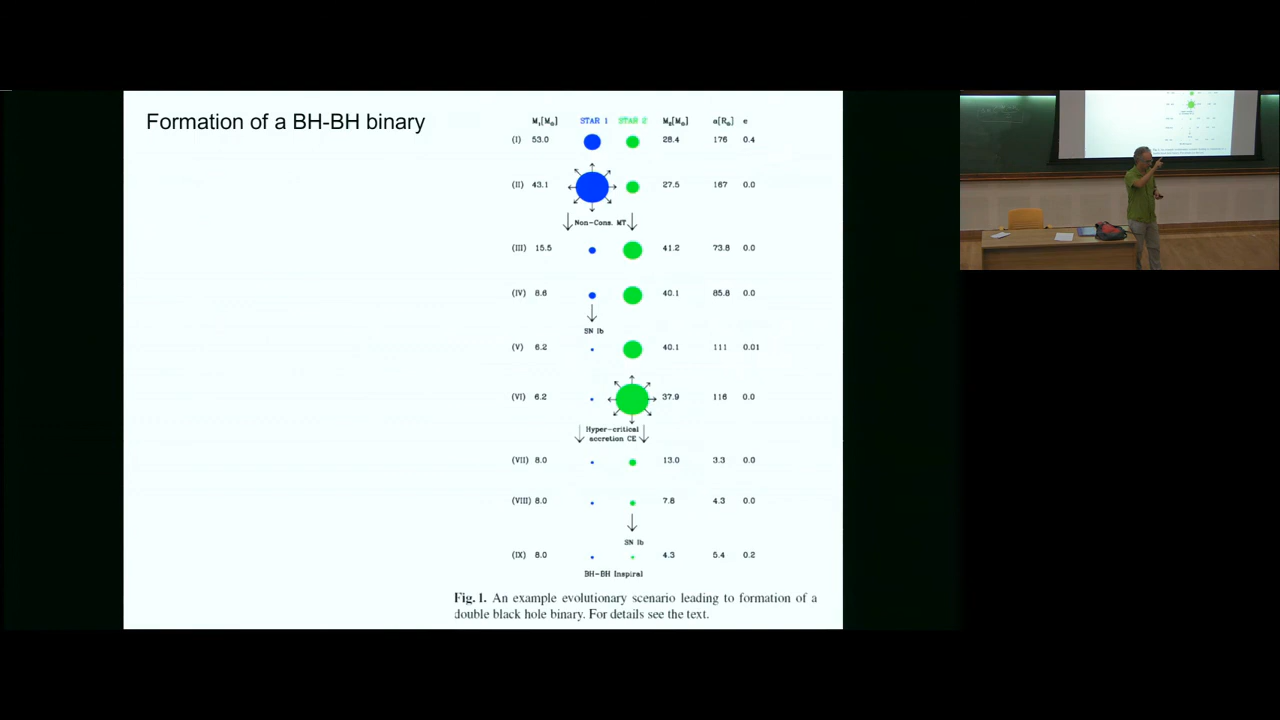 Formation of a BH-BH binary
M₁[M⊙] STAR 1 STAR 2 M₂[M⊙] a[R⊙] e
(I) 53.0 28.4 176 0.4
(II) 43.1 27.5 167 0.0
Non-Cons. MT
(III) 15.5 41.2 73.8 0.0
(IV) 8.6 40.1 85.8 0.0
SN Ib
(V) 6.2 40.1 111 0.01
(VI) 6.2 37.9 116 0.0
Hyper-critical
accretion CE
(VII) 8.0 13.0 3.3 0.0
(VIII) 8.0 7.8 4.3 0.0
SN Ib
(IX) 8.0 4.3 5.4 0.2
BH-BH Inspiral
Fig. 1. An example evolutionary scenario leading to formation of a
double black hole binary. For details see the text.